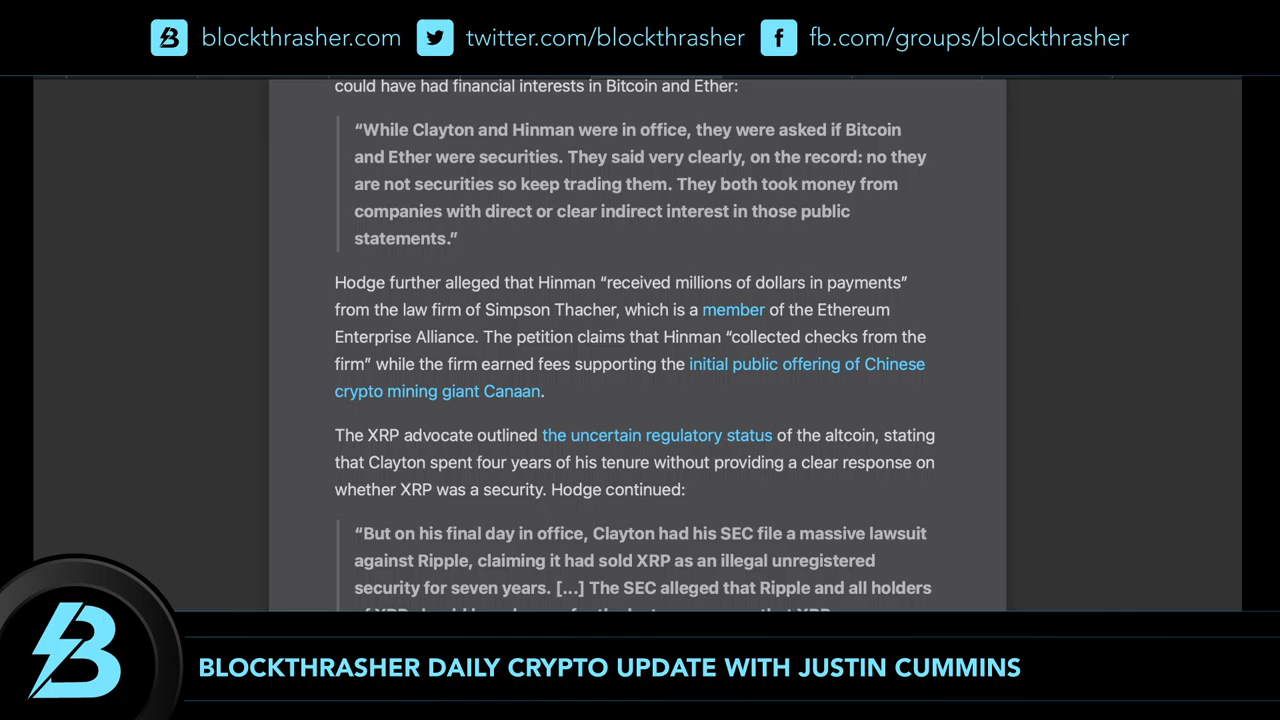 blockthrasher.com twitter.com/blockthrasher fb.com/groups/blockthrasher
could have had financial interests in Bitcoin and Ether:
“While Clayton and Hinman were in office, they were asked if Bitcoin
and Ether were securities. They said very clearly, on the record: no they
are not securities so keep trading them. They both took money from
companies with direct or clear indirect interest in those public
statements.”
Hodge further alleged that Hinman “received millions of dollars in payments”
from the law firm of Simpson Thacher, which is a member of the Ethereum
Enterprise Alliance. The petition claims that Hinman “collected checks from the
firm” while the firm earned fees supporting the initial public offering of Chinese
crypto mining giant Canaan.
The XRP advocate outlined the uncertain regulatory status of the altcoin, stating
that Clayton spent four years of his tenure without providing a clear response on
whether XRP was a security. Hodge continued:
“But on his final day in office, Clayton had his SEC file a massive lawsuit
against Ripple, claiming it had sold XRP as an illegal unregistered
security for seven years. [...] The SEC alleged that Ripple and all holders
BLOCKTHRASHER DAILY CRYPTO UPDATE WITH JUSTIN CUMMINS